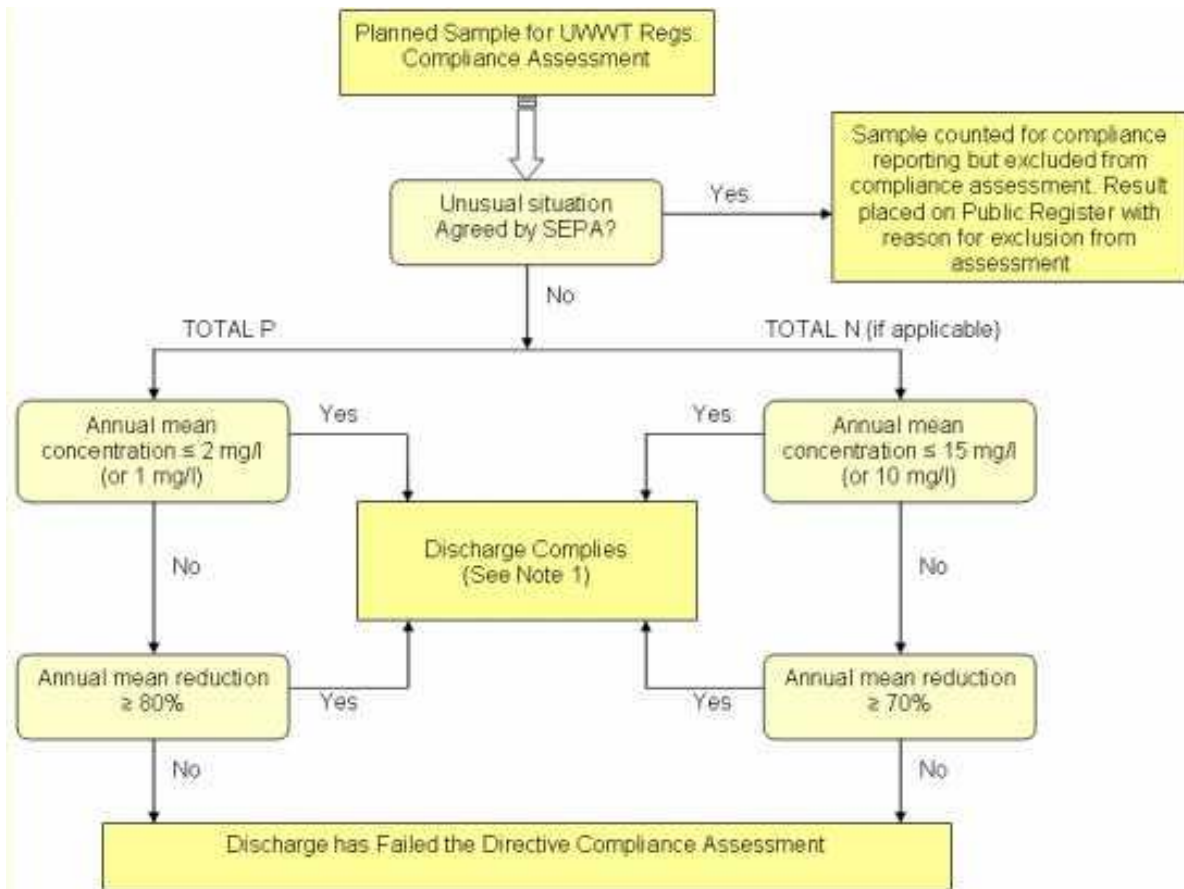 Planned Sample for UWWT Regs.
Compliance Assessment
Sample counted for compliance
reporting but excluded from
compliance assessment. Result
placed on Public Register with
reason for exclusion from
assessment
Unusual situation
Agreed by SEPA?
Yes
No
TOTAL P
TOTAL N (if applicable)
Annual mean
concentration ≤ 2 mg/l
(or 1 mg/l)
Yes
Yes
Annual mean
concentration ≤ 15 mg/l
(or 10 mg/l)
No
Discharge Complies
(See Note 1)
No
Annual mean reduction
≥ 80%
Yes
Yes
Annual mean reduction
≥ 70%
No
No
Discharge has Failed the Directive Compliance Assessment